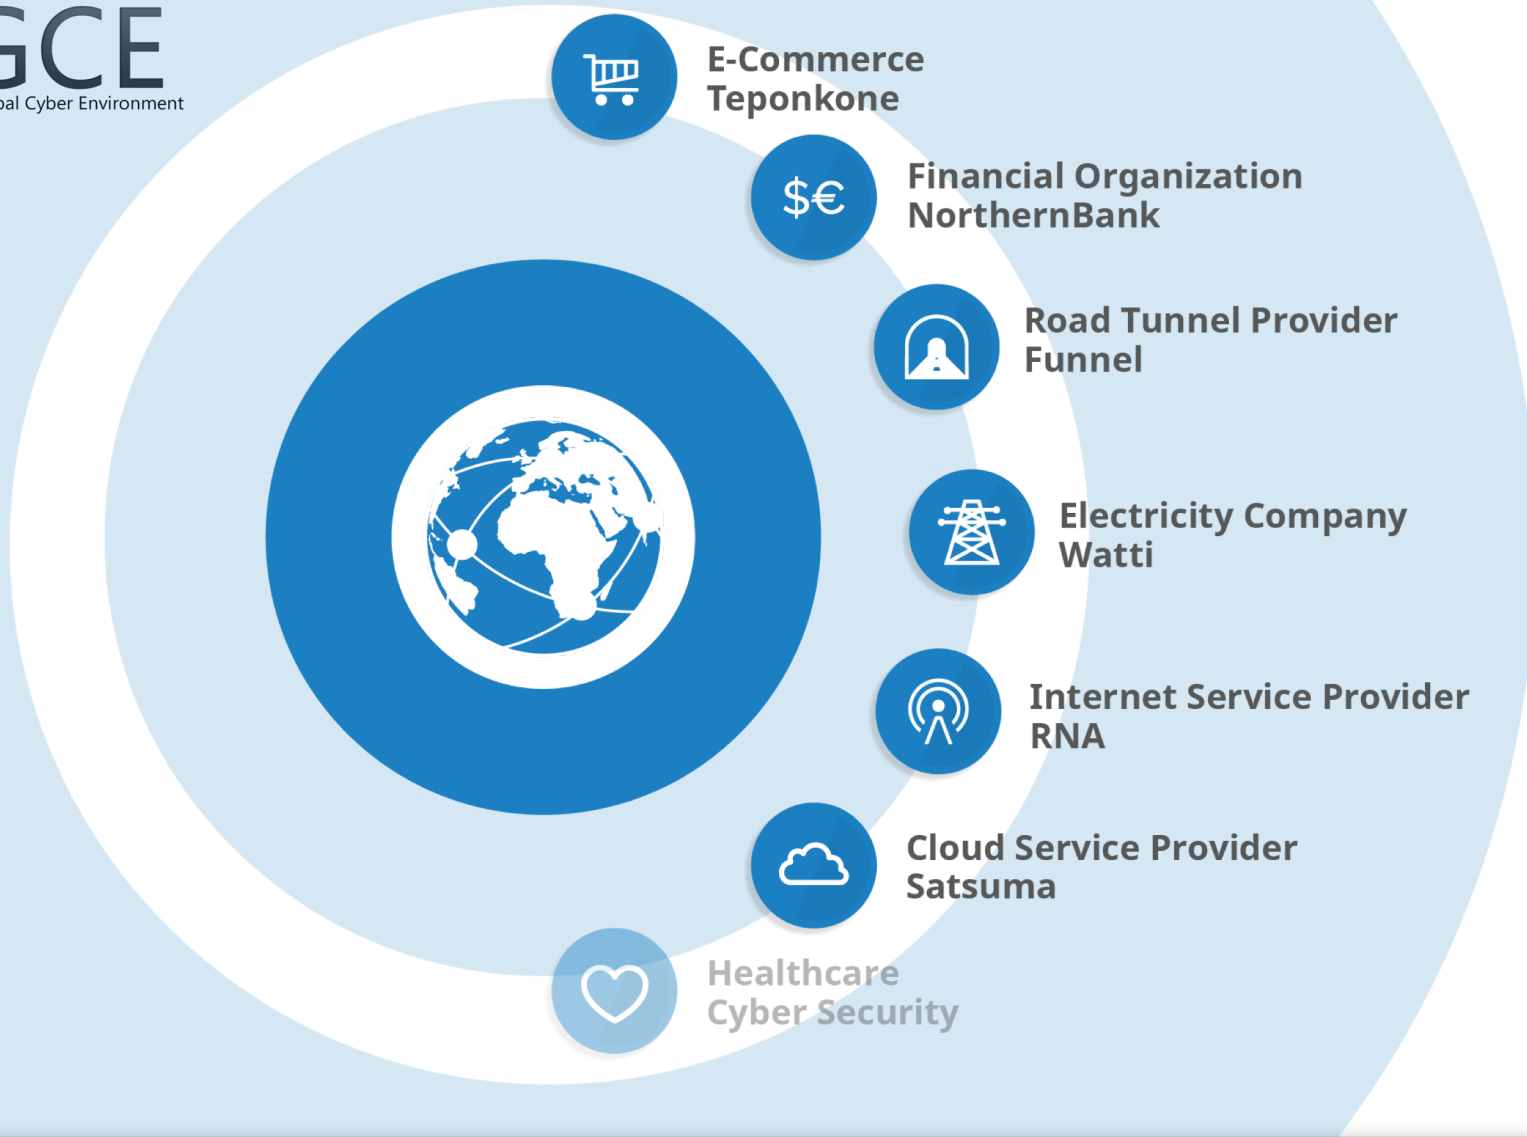 GCE
bal Cyber Environment
E-Commerce
Teponkone
$€
Financial Organization
NorthernBank
Road Tunnel Provider
Funnel
Electricity Company
Watti
Internet Service Provider
RNA
Cloud Service Provider
Satsuma
Healthcare
Cyber Security